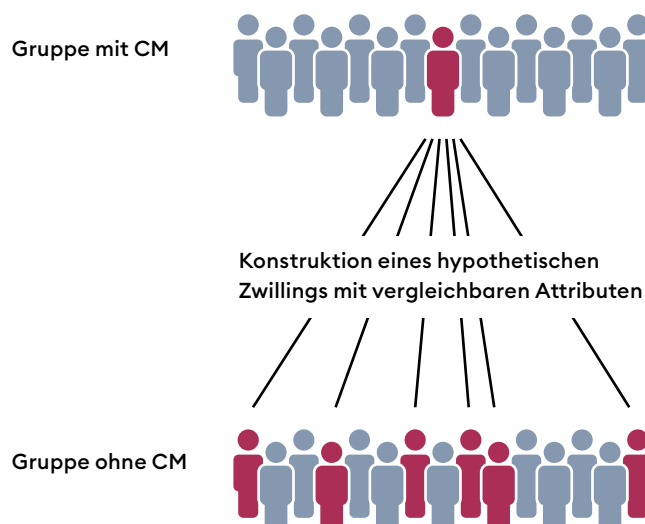 Gruppe mit CM
Konstruktion eines hypothetischen
Zwillings mit vergleichbaren Attributen
Gruppe ohne CM